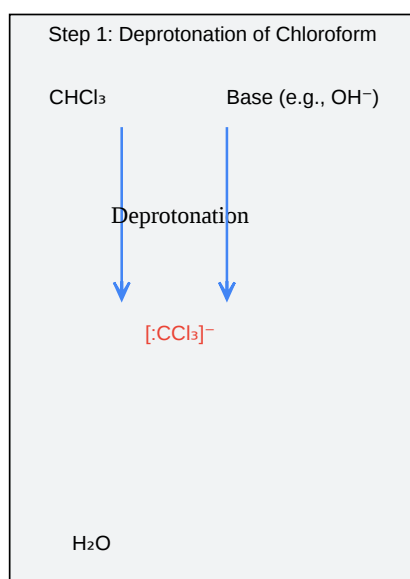 Step 1: Deprotonation of Chloroform
CHCl₃ Base (e.g., OH⁻)
Deprotonation
[:CCl₃]⁻
H₂O